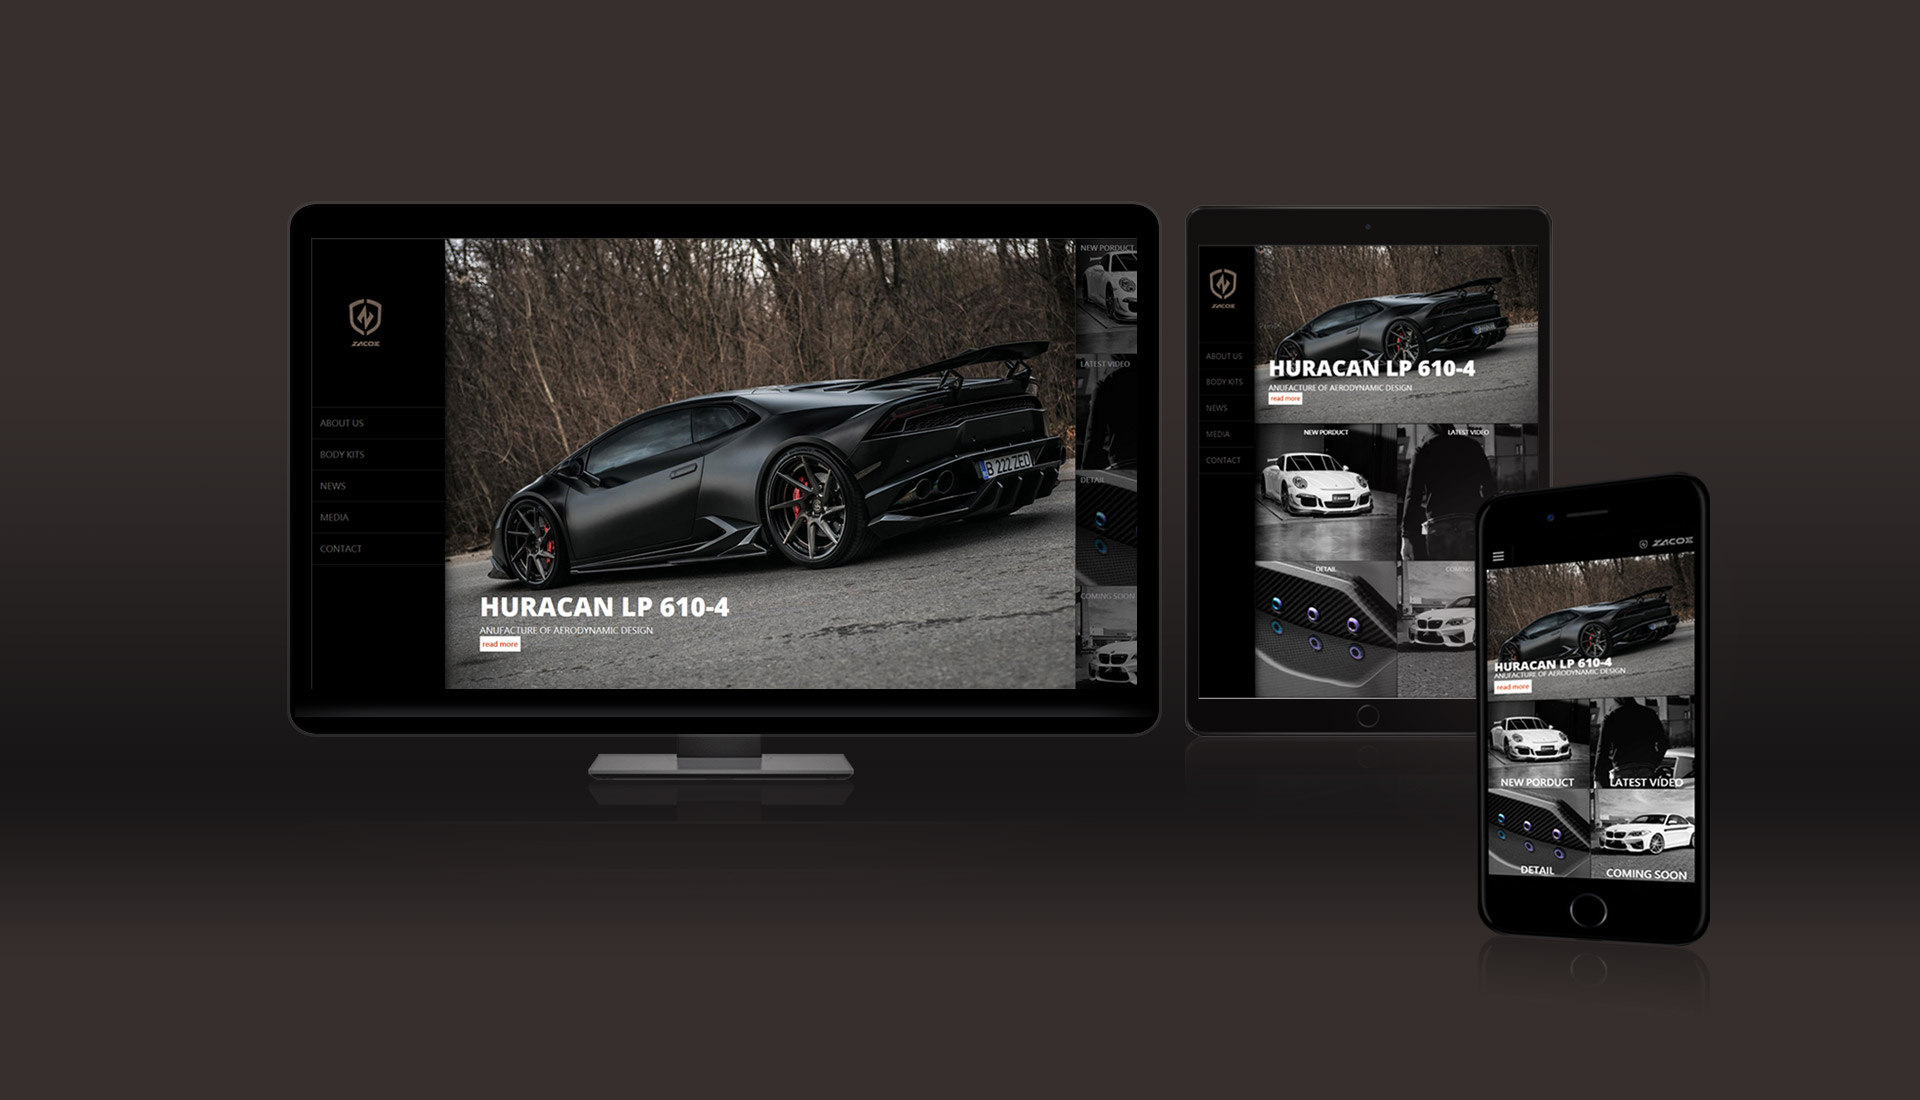 ZACOE
ABOUT US
BODY KITS
NEWS
MEDIA
CONTACT
HURACAN LP 610-4
ANUFACTURE OF AERODYNAMIC DESIGN
read more
B 222 ZED
NEW PORDUCT
LATEST VIDEO
DETAIL
COMING SOON
ZACOE
ABOUT US
BODY KITS
NEWS
MEDIA
CONTACT
HURACAN LP 610-4
ANUFACTURE OF AERODYNAMIC DESIGN
read more
NEW PORDUCT
LATEST VIDEO
DETAIL
COMING
ZACOE
HURACAN LP 610-4
ANUFACTURE OF AERODYNAMIC DESIGN
read more
NEW PORDUCT
LATEST VIDEO
DETAIL
COMING SOON